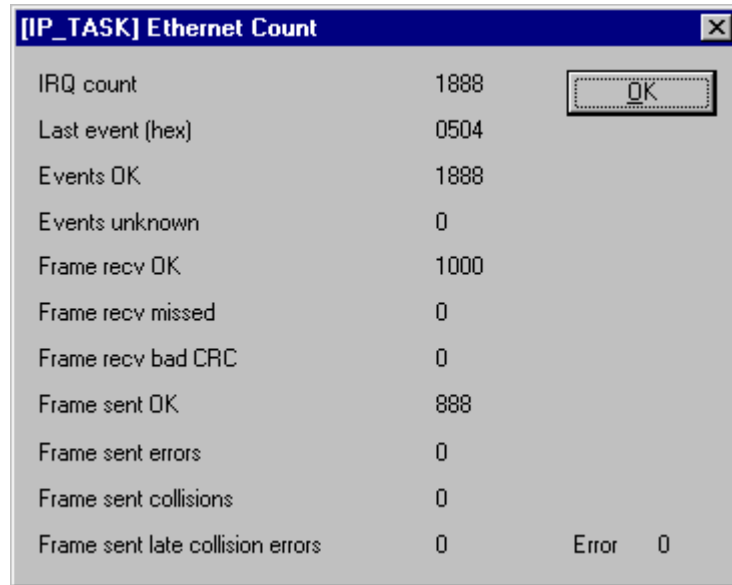 [IP_TASK] Ethernet Count
IRQ count 1888 OK
Last event (hex) 0504
Events OK 1888
Events unknown 0
Frame recv OK 1000
Frame recv missed 0
Frame recv bad CRC 0
Frame sent OK 888
Frame sent errors 0
Frame sent collisions 0
Frame sent late collision errors 0 Error 0